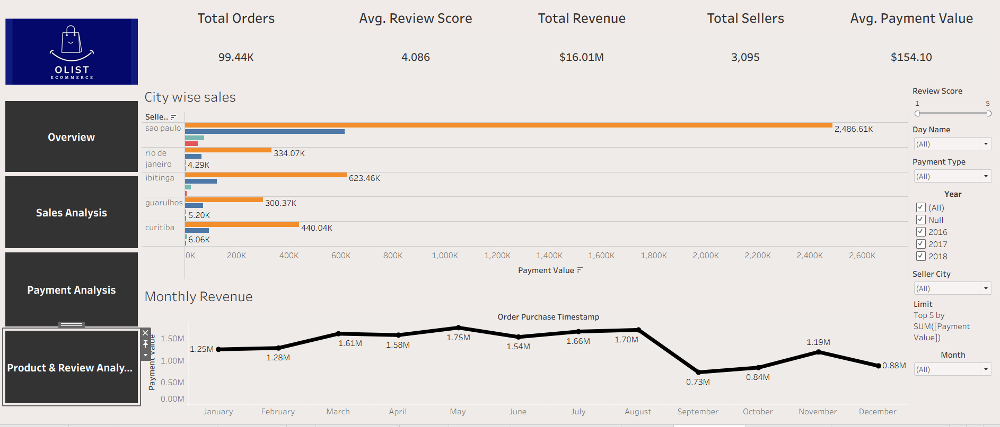 OLIST
ECOMMERCE
Total Orders
Avg. Review Score
Total Revenue
Total Sellers
Avg. Payment Value
99.44K
4.086
$16.01M
3,095
$154.10
Overview
Sales Analysis
Payment Analysis
Product & Review Analy...
City wise sales
Selle..
sao paulo
2,486.61K
rio de
janeiro
334.07K
4.29K
ibitinga
623.46K
guarulhos
300.37K
5.20K
curitiba
440.04K
6.06K
0K
200K
400K
600K
800K
1,000K
1,200K
1,400K
1,600K
1,800K
2,000K
2,200K
2,400K
2,600K
Payment Value
Monthly Revenue
Order Purchase Timestamp
Payment Value
1.50M
1.00M
0.50M
0.00M
1.25M
1.28M
1.61M
1.58M
1.75M
1.54M
1.66M
1.70M
0.73M
0.84M
1.19M
0.88M
January
February
March
April
May
June
July
August
September
October
November
December
Review Score
1
5
Day Name
(All)
Payment Type
(All)
Year
(All)
Null
2016
2017
2018
Seller City
(All)
Limit
Top 5 by
SUM([Payment
Value])
Month
(All)